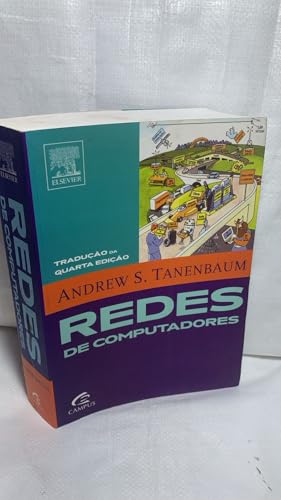 ELSEVIER
TRADUÇÃO DA
QUARTA EDIÇÃO
ANDREW S. TANENBAUM
REDES
DE COMPUTADORES
CAMPUS
REDES
DE COMPUTADORES